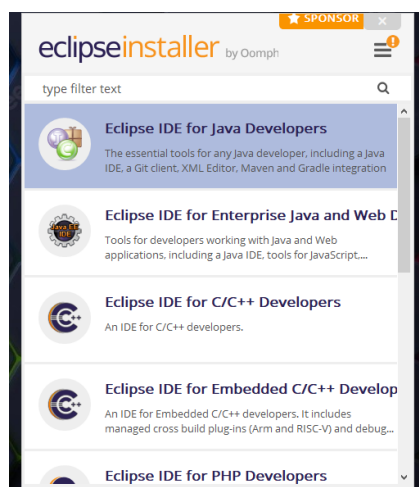 SPONSOR
eclipseinstaller by Oomph
type filter text
Eclipse IDE for Java Developers
The essential tools for any Java developer, including a Java
IDE, a Git client, XML Editor, Maven and Gradle integration
Java EE
IDE
Eclipse IDE for Enterprise Java and Web D
Tools for developers working with Java and Web
applications, including a Java IDE, tools for JavaScript,...
C++
Eclipse IDE for C/C++ Developers
An IDE for C/C++ developers.
C++
Eclipse IDE for Embedded C/C++ Develop
An IDE for Embedded C/C++ developers. It includes
managed cross build plug-ins (Arm and RISC-V) and debug...
Eclipse IDE for PHP Developers